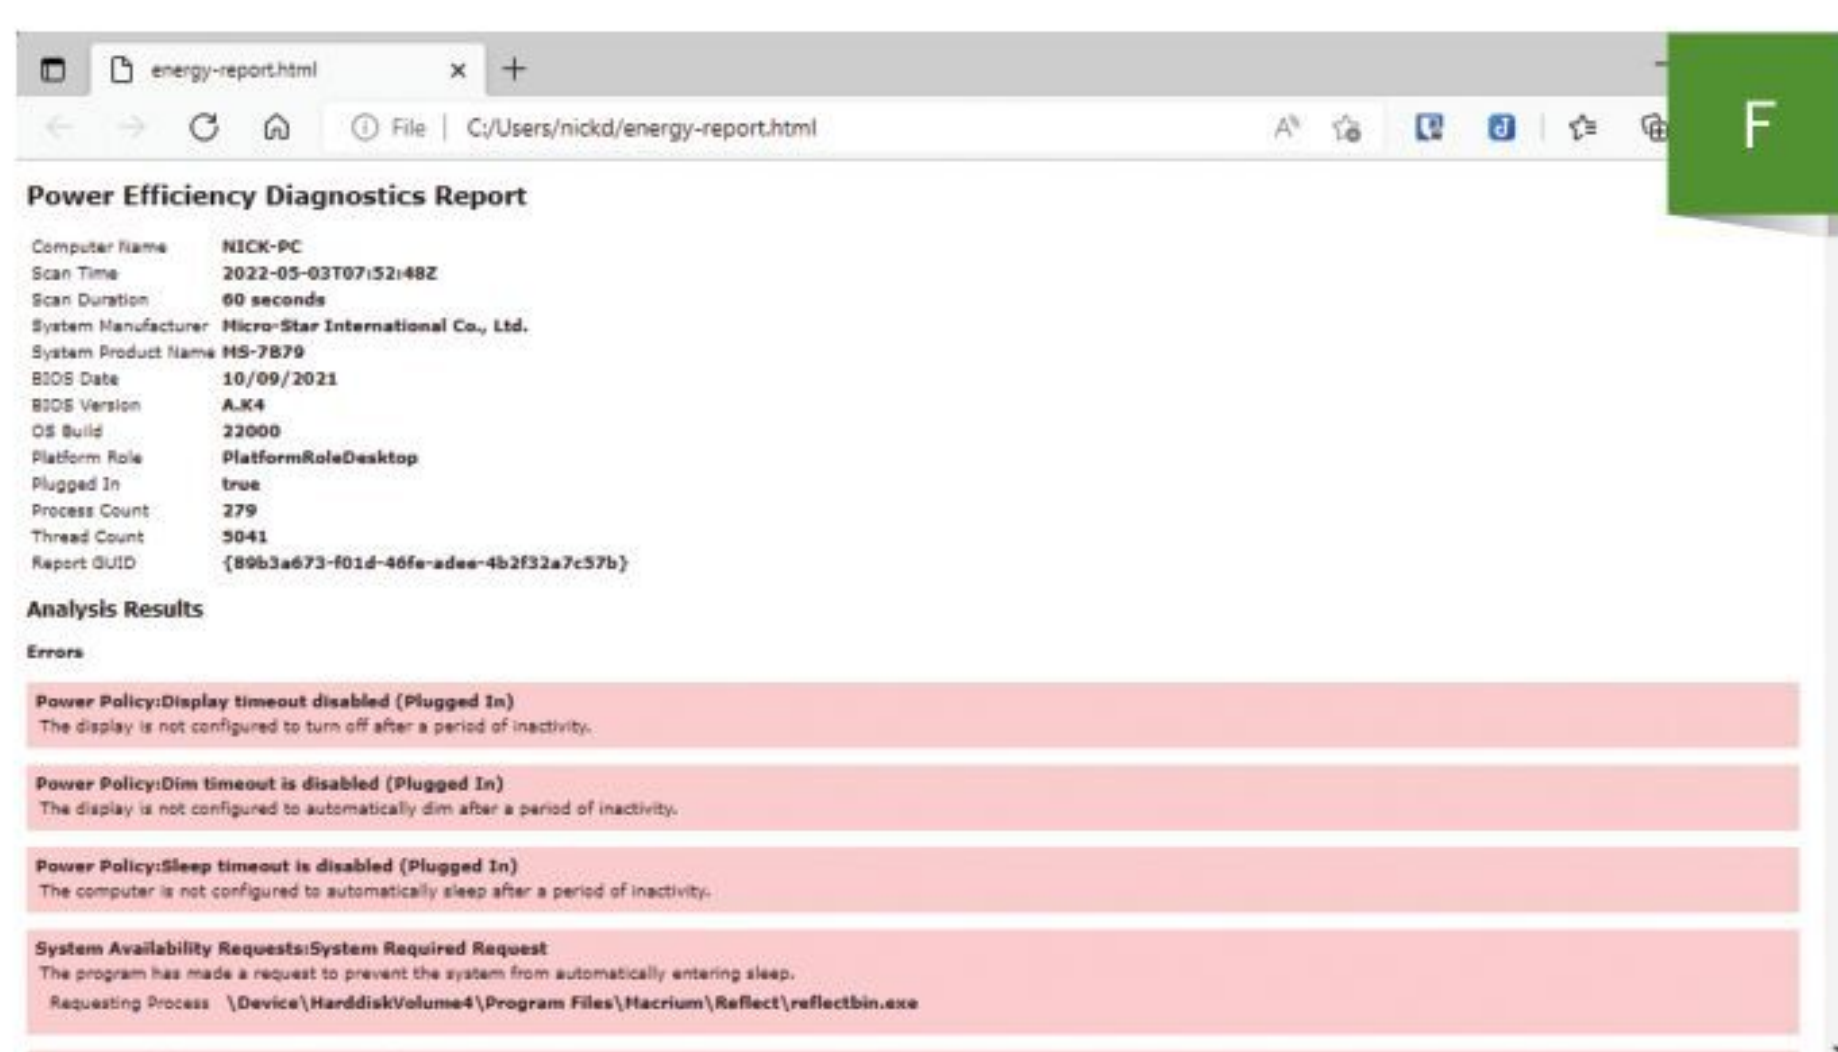 energy-report.html
File | C:/Users/nickd/energy-report.html
F
Power Efficiency Diagnostics Report
Computer Name NICK-PC
Scan Time 2022-05-03T07:52:48Z
Scan Duration 60 seconds
System Manufacturer Micro-Star International Co., Ltd.
System Product Name MS-7B79
BIOS Date 10/09/2021
BIOS Version A.K4
OS Build 22000
Platform Role PlatformRoleDesktop
Plugged In true
Process Count 279
Thread Count 5041
Report GUID {89b3a673-f01d-46fe-adee-4b2f32a7c57b}
Analysis Results
Errors
Power Policy:Display timeout disabled (Plugged In)
The display is not configured to turn off after a period of inactivity.
Power Policy:Dim timeout is disabled (Plugged In)
The display is not configured to automatically dim after a period of inactivity.
Power Policy:Sleep timeout is disabled (Plugged In)
The computer is not configured to automatically sleep after a period of inactivity.
System Availability Requests:System Required Request
The program has made a request to prevent the system from automatically entering sleep.
Requesting Process \Device\HarddiskVolume4\Program Files\Macrium\Reflect\reflectbin.exe